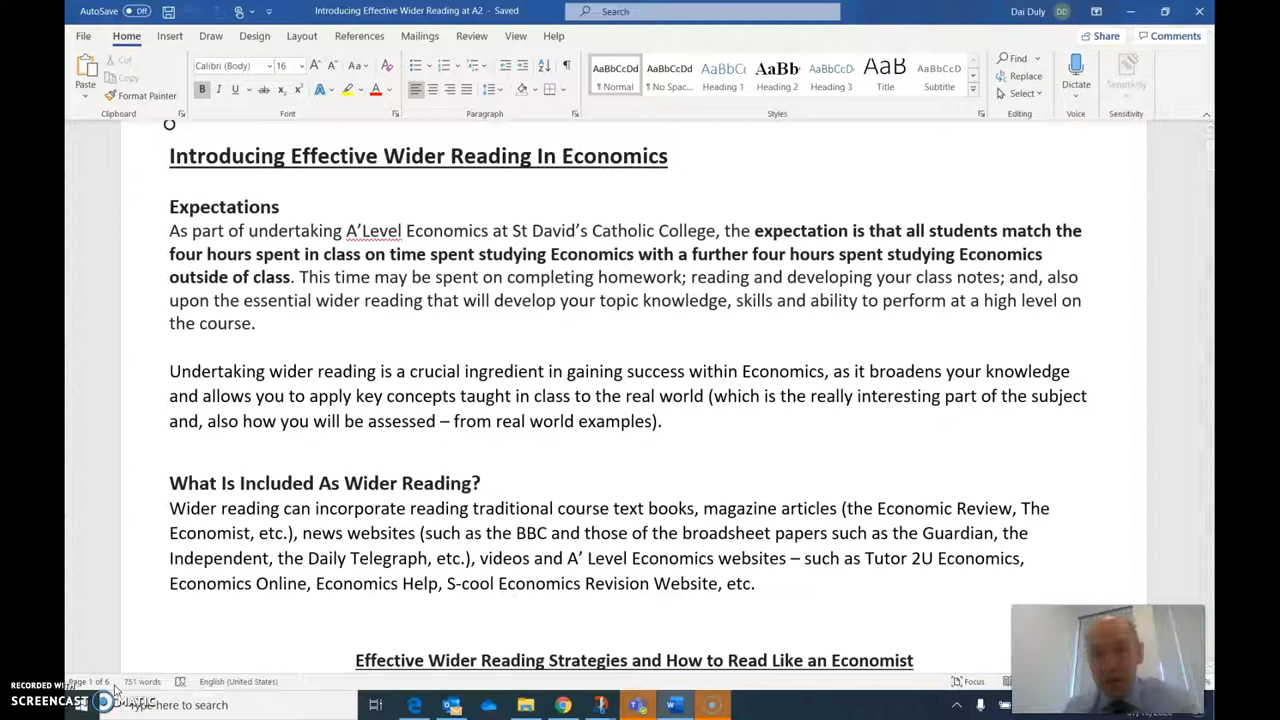 AutoSave Off
Introducing Effective Wider Reading at A2 - Saved
Search
Dai Duly DD
File Home Insert Draw Design Layout References Mailings Review View Help
Share Comments
Paste
Cut
Copy
Format Painter
Clipboard
Calibri (Body) 16
Font
Paragraph
AaBbCcDd AaBbCcDd AaBbCc AaBb AaBbCcD AaB AaBbCcD
¶ Normal ¶ No Spac... Heading 1 Heading 2 Heading 3 Title Subtitle
Styles
Find
Replace
Select
Editing
Dictate
Voice
Sensitivity
Sensitivity
Introducing Effective Wider Reading In Economics
Expectations
As part of undertaking A'Level Economics at St David's Catholic College, the expectation is that all students match the
four hours spent in class on time spent studying Economics with a further four hours spent studying Economics
outside of class. This time may be spent on completing homework; reading and developing your class notes; and, also
upon the essential wider reading that will develop your topic knowledge, skills and ability to perform at a high level on
the course.
Undertaking wider reading is a crucial ingredient in gaining success within Economics, as it broadens your knowledge
and allows you to apply key concepts taught in class to the real world (which is the really interesting part of the subject
and, also how you will be assessed – from real world examples).
What Is Included As Wider Reading?
Wider reading can incorporate reading traditional course text books, magazine articles (the Economic Review, The
Economist, etc.), news websites (such as the BBC and those of the broadsheet papers such as the Guardian, the
Independent, the Daily Telegraph, etc.), videos and A' Level Economics websites – such as Tutor 2U Economics,
Economics Online, Economics Help, S-cool Economics Revision Website, etc.
Effective Wider Reading Strategies and How to Read Like an Economist
Page 1 of 6 751 words English (United States) Focus
RECORDED WITH
SCREENCAST MATIC
Type here to search